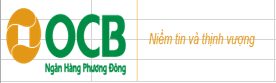 OCB
Ngân Hàng Phương Đông
Niềm tin và thịnh vượng